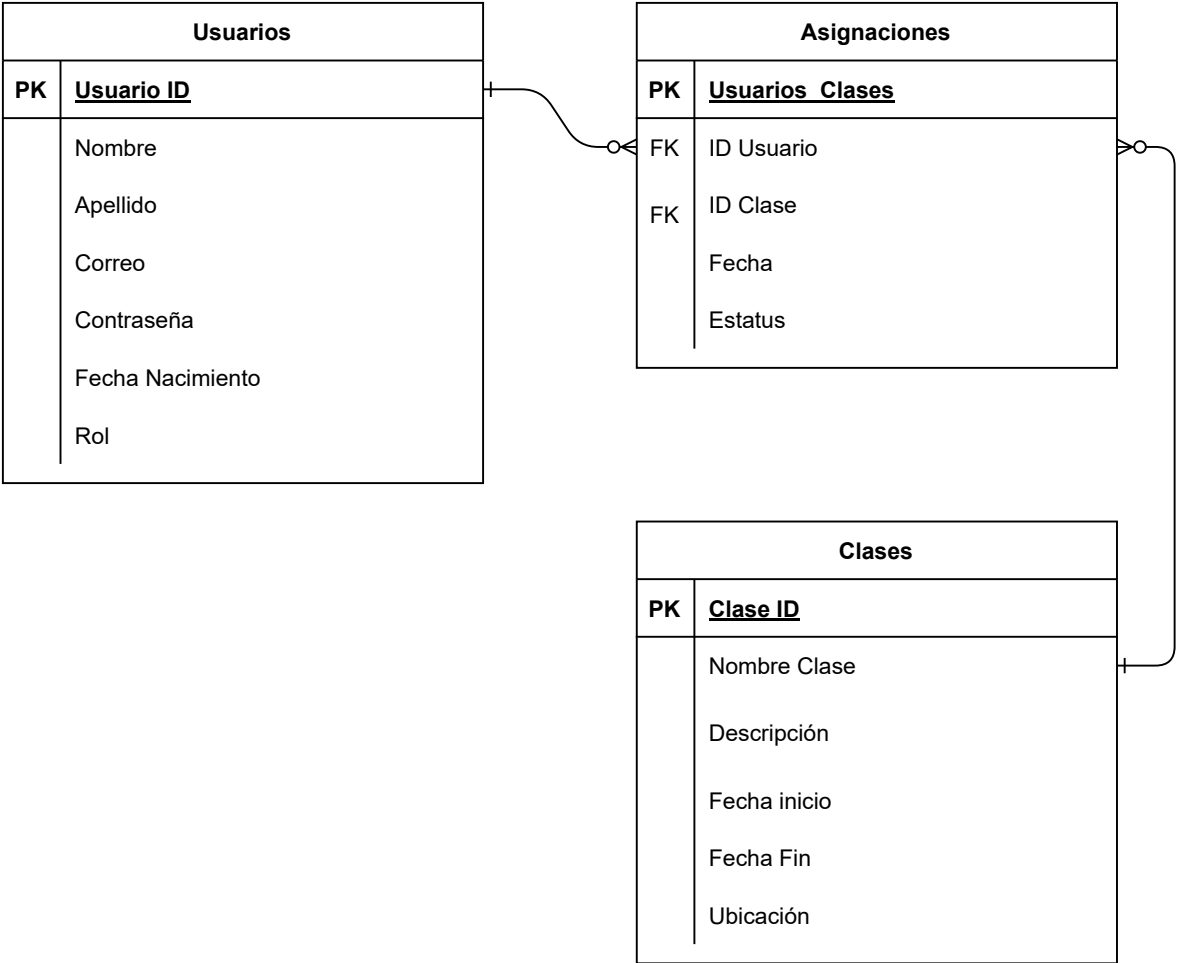 Usuarios
PK Usuario ID
Nombre
Apellido
Correo
Contraseña
Fecha Nacimiento
Rol
Asignaciones
PK Usuarios_Clases
FK ID Usuario
FK ID Clase
Fecha
Estatus
Clases
PK Clase ID
Nombre Clase
Descripción
Fecha inicio
Fecha Fin
Ubicación